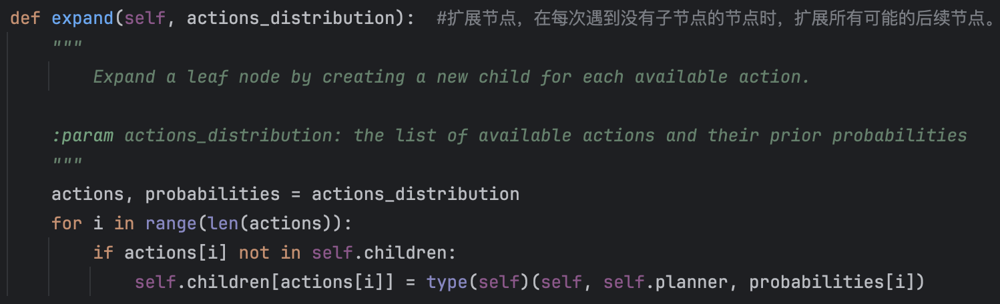 def expand(self, actions_distribution):  #扩展节点，在每次遇到没有子节点的节点时，扩展所有可能的后续节点。
    """
        Expand a leaf node by creating a new child for each available action.

    :param actions_distribution: the list of available actions and their prior probabilities
    """
    actions, probabilities = actions_distribution
    for i in range(len(actions)):
        if actions[i] not in self.children:
            self.children[actions[i]] = type(self)(self, self.planner, probabilities[i])